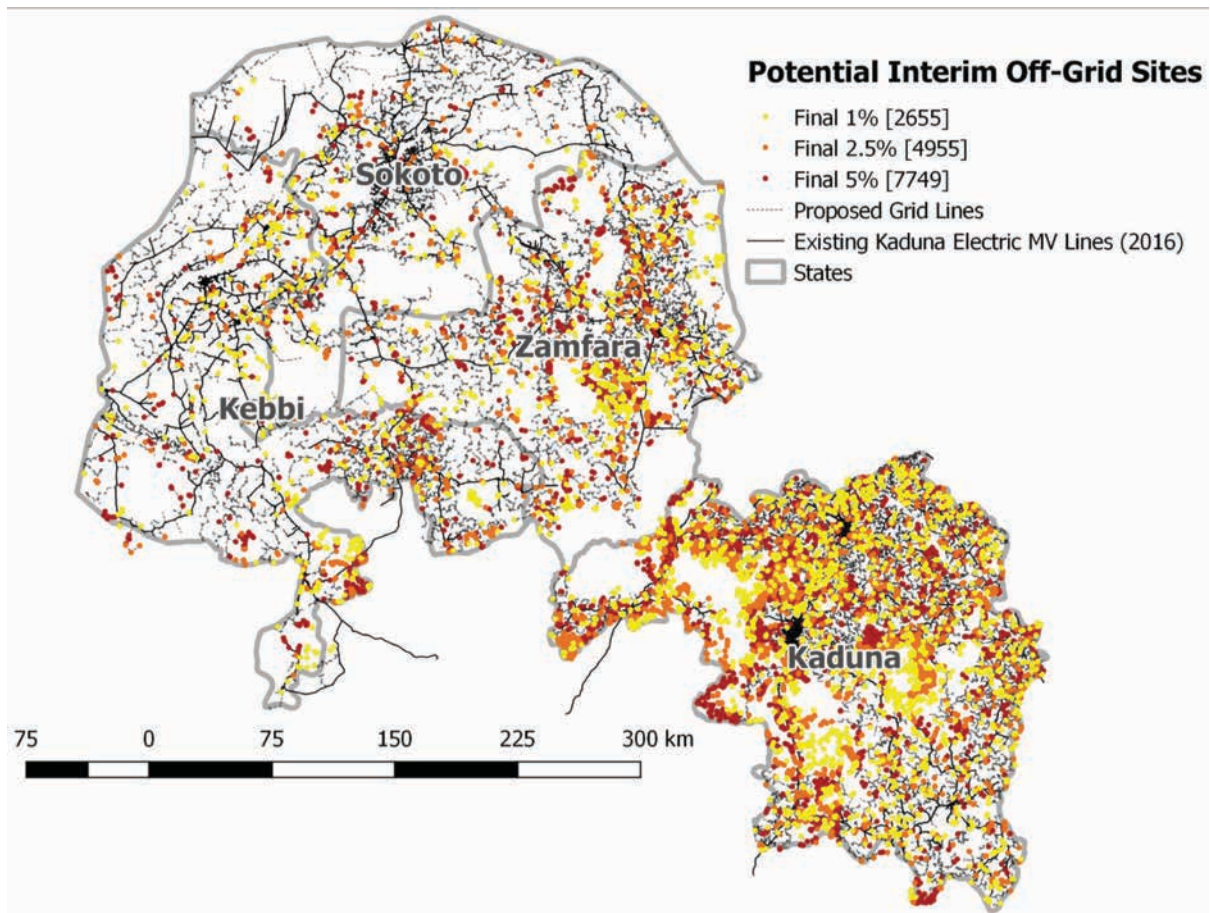 Potential Interim Off-Grid Sites
Final 1% [2655]
Final 2.5% [4955]
Final 5% [7749]
Proposed Grid Lines
Existing Kaduna Electric MV Lines (2016)
States
Sokoto
Zamfara
Kebbi
Kaduna
75 0 75 150 225 300 km